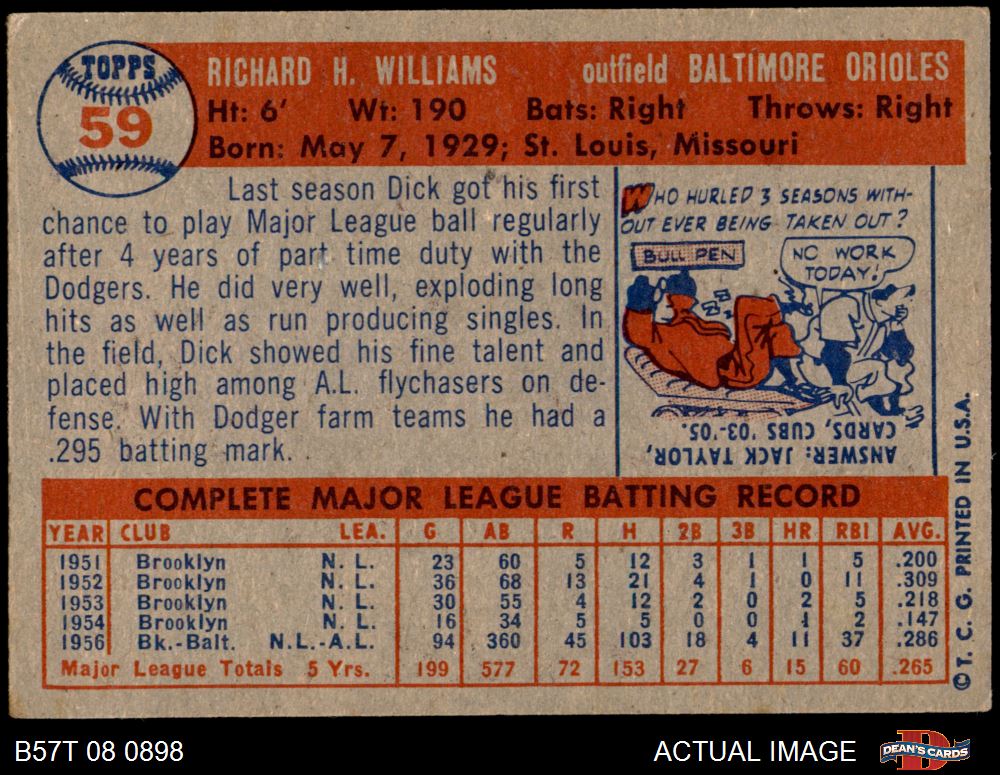 TOPPS
59
RICHARD H. WILLIAMS outfield BALTIMORE ORIOLES
Ht: 6' Wt: 190 Bats: Right Throws: Right
Born: May 7, 1929; St. Louis, Missouri
Last season Dick got his first
chance to play Major League ball regularly
after 4 years of part time duty with the
Dodgers. He did very well, exploding long
hits as well as run producing singles. In
the field, Dick showed his fine talent and
placed high among A.L. flychasers on de-
fense. With Dodger farm teams he had a
.295 batting mark.
WHO HURLED 3 SEASONS WITH-
OUT EVER BEING TAKEN OUT?
BULL PEN
NO WORK
TODAY!
ZZZ
ANSWER: JACK TAYLOR,
CARDS, CUBS '03-'05.
COMPLETE MAJOR LEAGUE BATTING RECORD
YEAR CLUB LEA. G AB R H 2B 3B HR RBI AVG.
1951 Brooklyn N. L. 23 60 5 12 3 1 1 5 .200
1952 Brooklyn N. L. 36 68 13 21 4 1 0 11 .309
1953 Brooklyn N. L. 30 55 4 12 2 0 2 5 .218
1954 Brooklyn N. L. 16 34 5 5 0 0 1 2 .147
1956 Bk.-Balt. N.L.-A.L. 94 360 45 103 18 4 11 37 .286
Major League Totals 5 Yrs. 199 577 72 153 27 6 15 60 .265
© T. C. G. PRINTED IN U.S.A.
B57T 08 0898 ACTUAL IMAGE DEAN'S CARDS